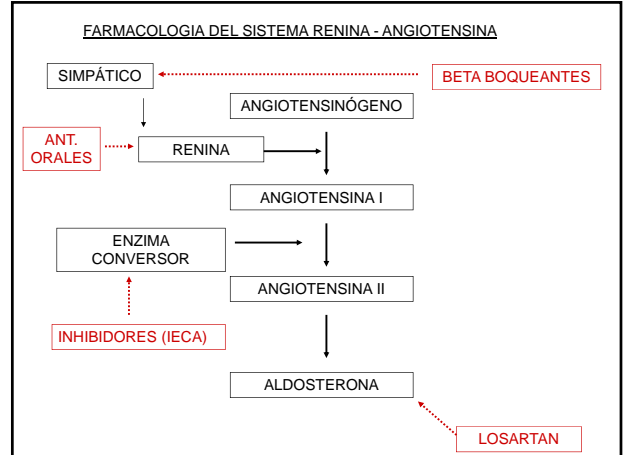 FARMACOLOGIA DEL SISTEMA RENINA - ANGIOTENSINA
SIMPÁTICO
BETA BOQUEANTES
ANGIOTENSINÓGENO
ANT.
ORALES
RENINA
ANGIOTENSINA I
ENZIMA
CONVERSOR
ANGIOTENSINA II
INHIBIDORES (IECA)
ALDOSTERONA
LOSARTAN